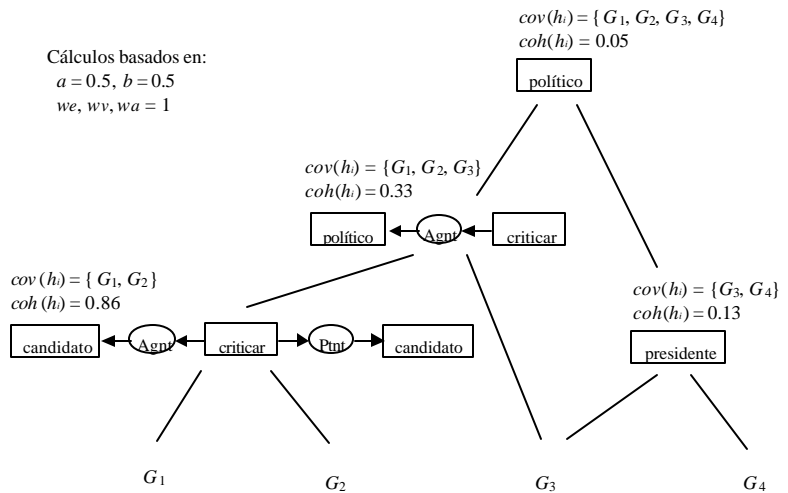 cov(hᵢ) = { G₁, G₂, G₃, G₄}
coh(hᵢ) = 0.05
Cálculos basados en:
a = 0.5, b = 0.5
we, wv, wa = 1
político
cov(hᵢ) = {G₁, G₂, G₃}
coh(hᵢ) = 0.33
político Agnt criticar
cov(hᵢ) = { G₁, G₂}
coh(hᵢ) = 0.86
cov(hᵢ) = {G₃, G₄}
coh(hᵢ) = 0.13
candidato Agnt criticar Ptnt candidato
presidente
G₁ G₂ G₃ G₄